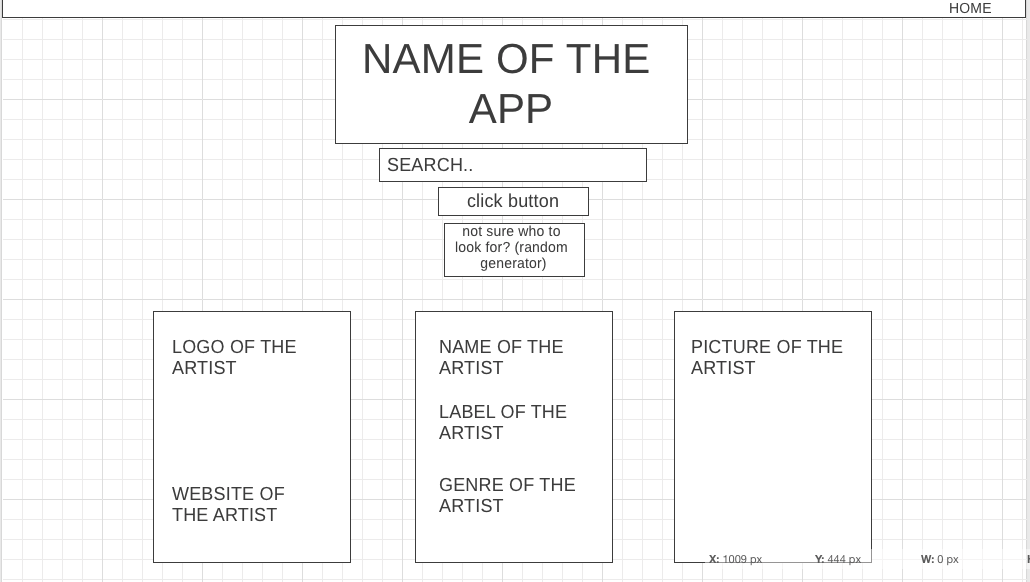 HOME
NAME OF THE
APP
SEARCH..
click button
not sure who to
look for? (random
generator)
LOGO OF THE
ARTIST
WEBSITE OF
THE ARTIST
NAME OF THE
ARTIST
LABEL OF THE
ARTIST
GENRE OF THE
ARTIST
PICTURE OF THE
ARTIST
X: 1009 px Y: 444 px W: 0 px